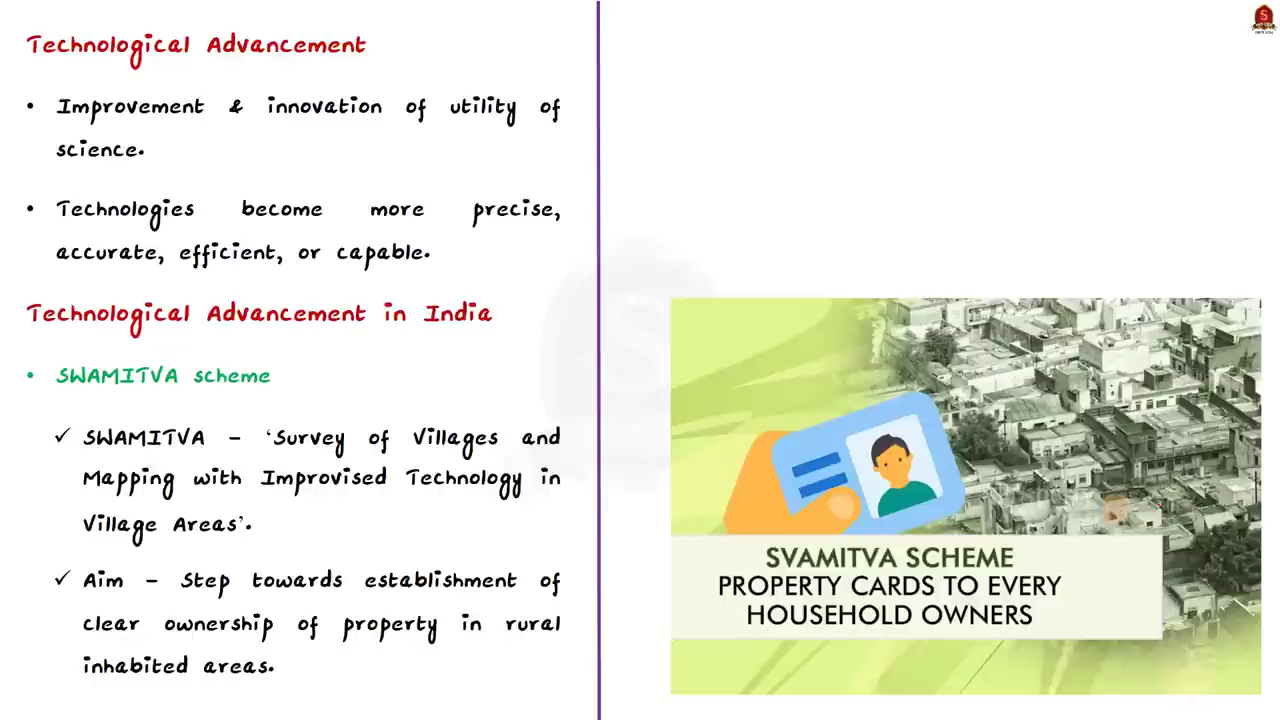 Technological Advancement
• Improvement & innovation of utility of
science.
• Technologies become more precise,
accurate, efficient, or capable.
Technological Advancement in India
• SWAMITVA scheme
✓ SWAMITVA – ‘Survey of Villages and
Mapping with Improvised Technology in
Village Areas’.
✓ Aim – Step towards establishment of
clear ownership of property in rural
inhabited areas.
SVAMITVA SCHEME
PROPERTY CARDS TO EVERY
HOUSEHOLD OWNERS
S